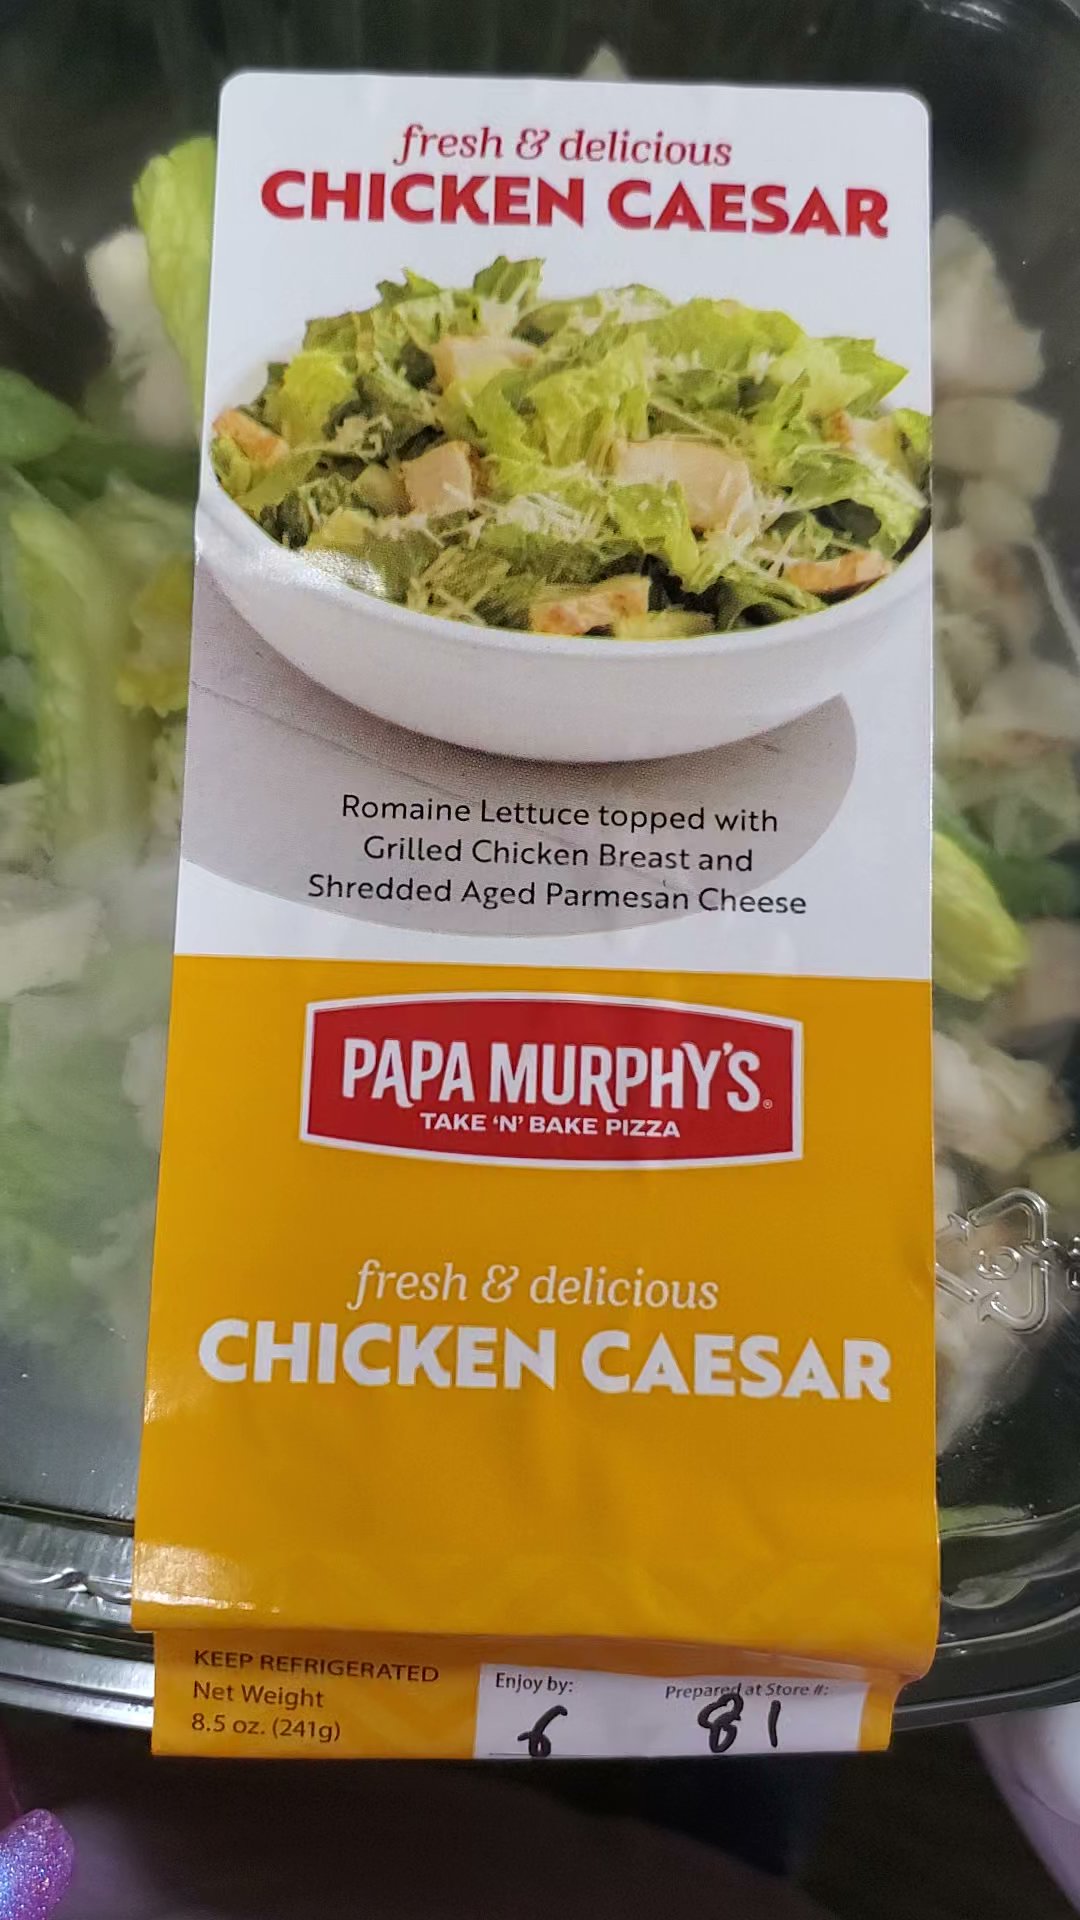 fresh & delicious
CHICKEN CAESAR
Romaine Lettuce topped with
Grilled Chicken Breast and
Shredded Aged Parmesan Cheese
PAPA MURPHY'S®
TAKE 'N' BAKE PIZZA
fresh & delicious
CHICKEN CAESAR
KEEP REFRIGERATED
Net Weight
8.5 oz. (241g)
Enjoy by:
6
Prepared at Store #:
81